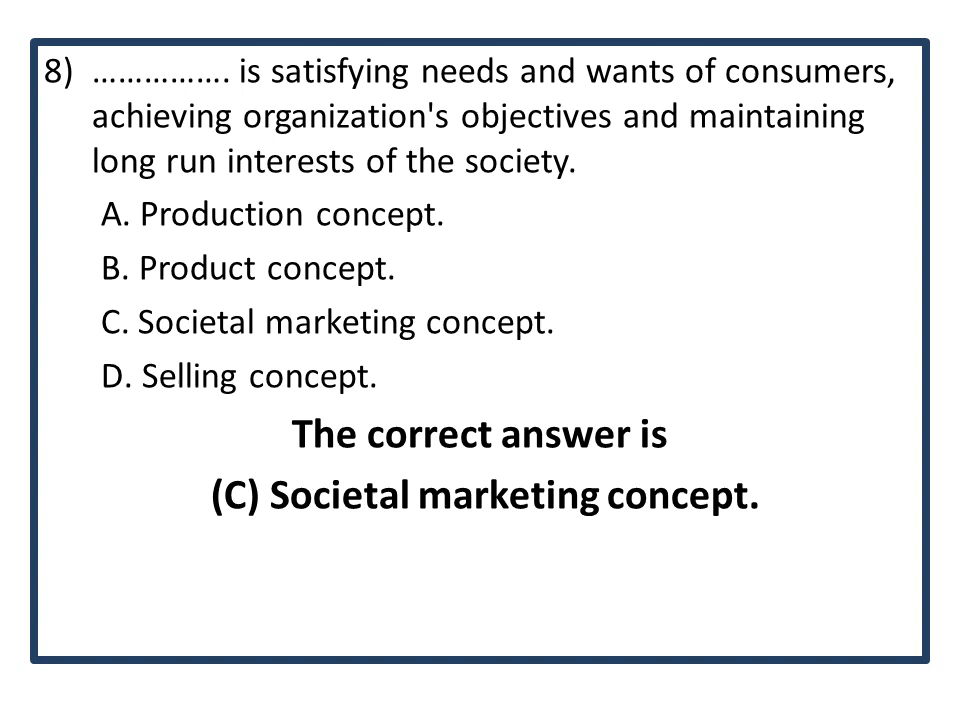 8) ……………. is satisfying needs and wants of consumers,
achieving organization's objectives and maintaining
long run interests of the society.
A. Production concept.
B. Product concept.
C. Societal marketing concept.
D. Selling concept.
The correct answer is
(C) Societal marketing concept.